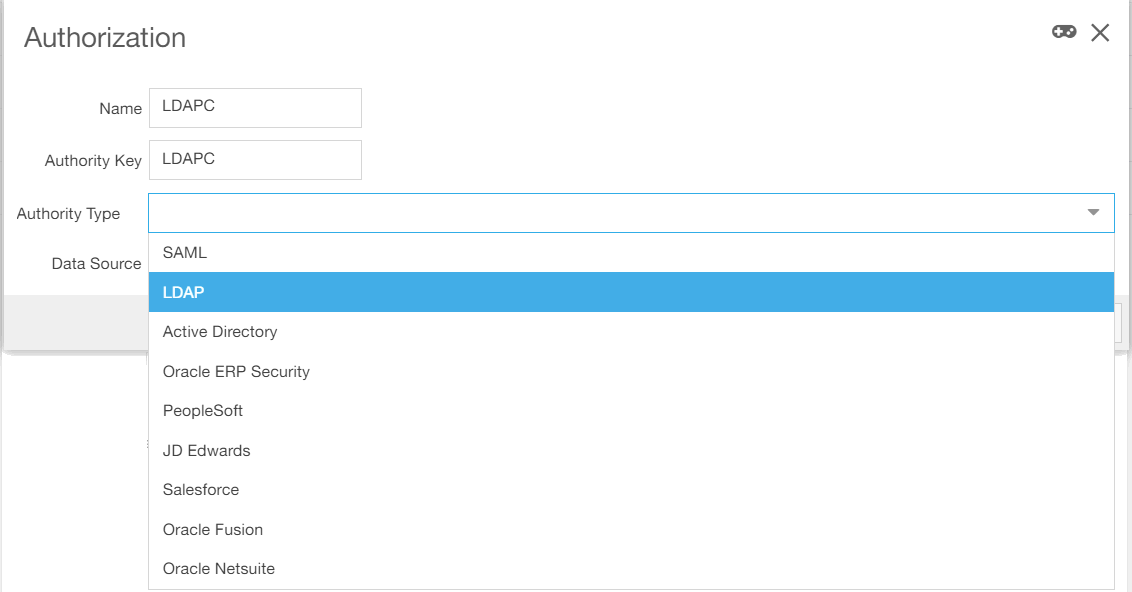 Authorization
Name LDAPC
Authority Key LDAPC
Authority Type
Data Source
SAML
LDAP
Active Directory
Oracle ERP Security
PeopleSoft
JD Edwards
Salesforce
Oracle Fusion
Oracle Netsuite